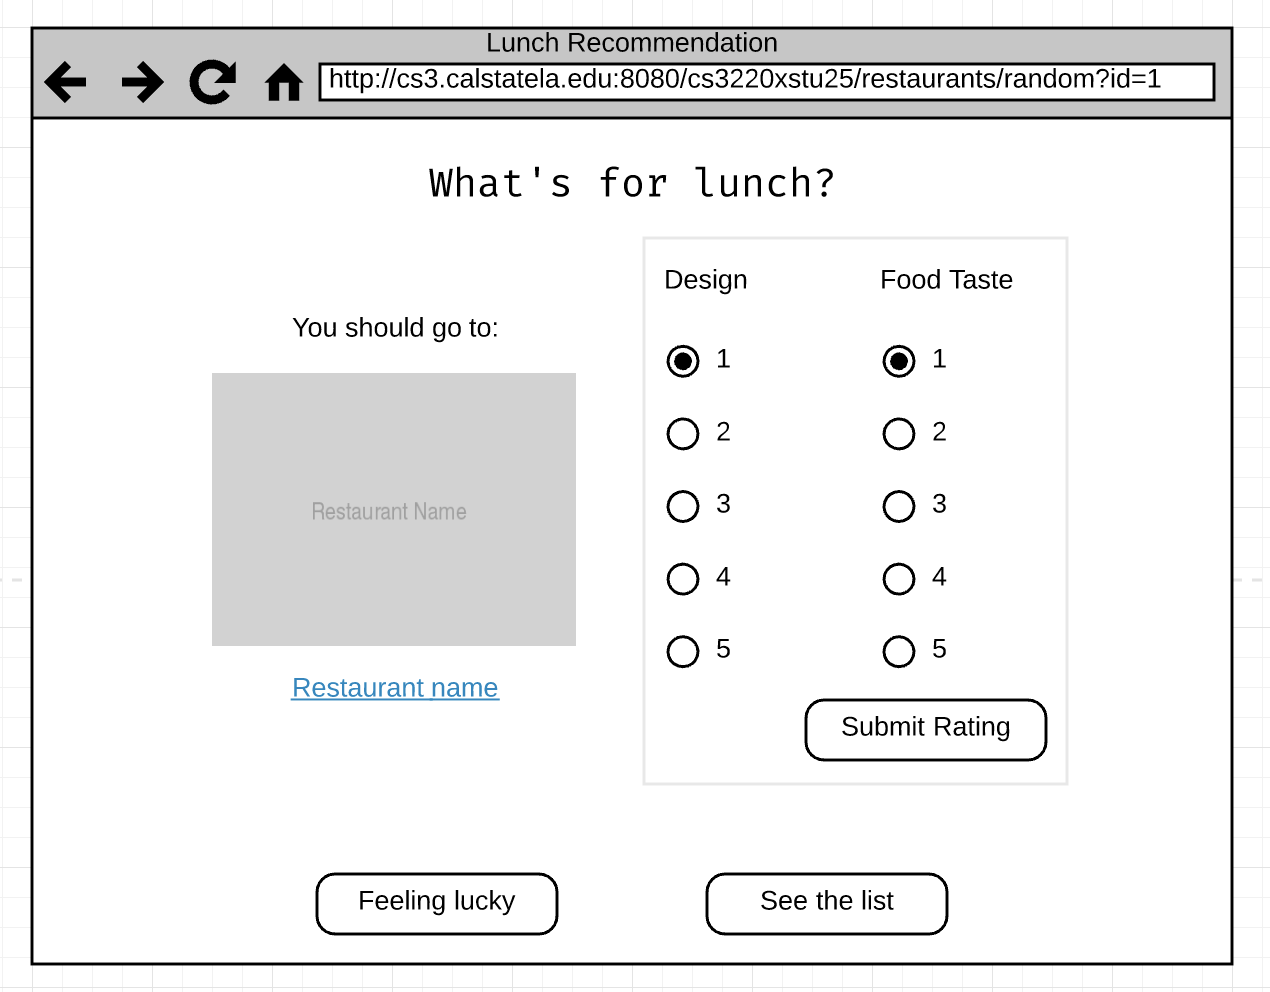 Lunch Recommendation
http://cs3.calstatela.edu:8080/cs3220xstu25/restaurants/random?id=1
What's for lunch?
You should go to:
Restaurant Name
Restaurant name
Design
Food Taste
1
1
2
2
3
3
4
4
5
5
Submit Rating
Feeling lucky
See the list